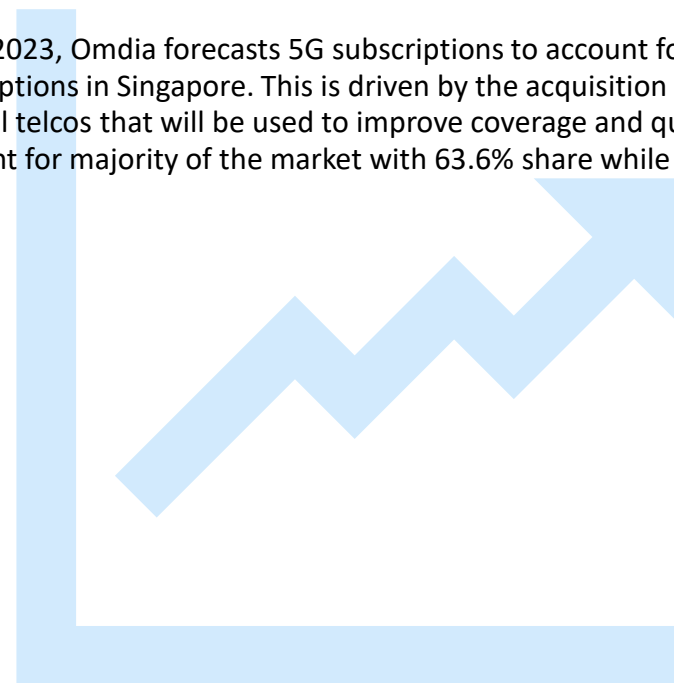 2023, Omdia forecasts 5G subscriptions to account fo
ptions in Singapore. This is driven by the acquisition
l telcos that will be used to improve coverage and qu
nt for majority of the market with 63.6% share while